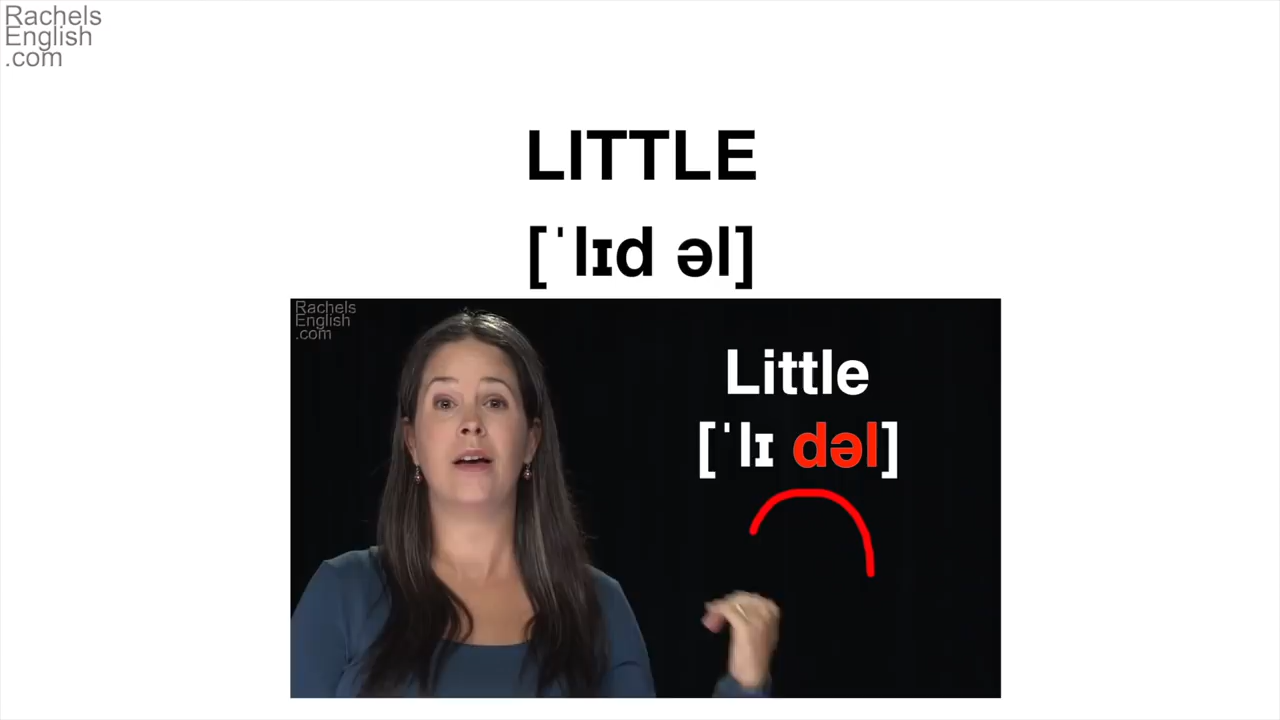 Rachels
English
.com
LITTLE
[ˈlɪd əl]
Rachels
English
.com
Little
[ˈlɪ dəl]